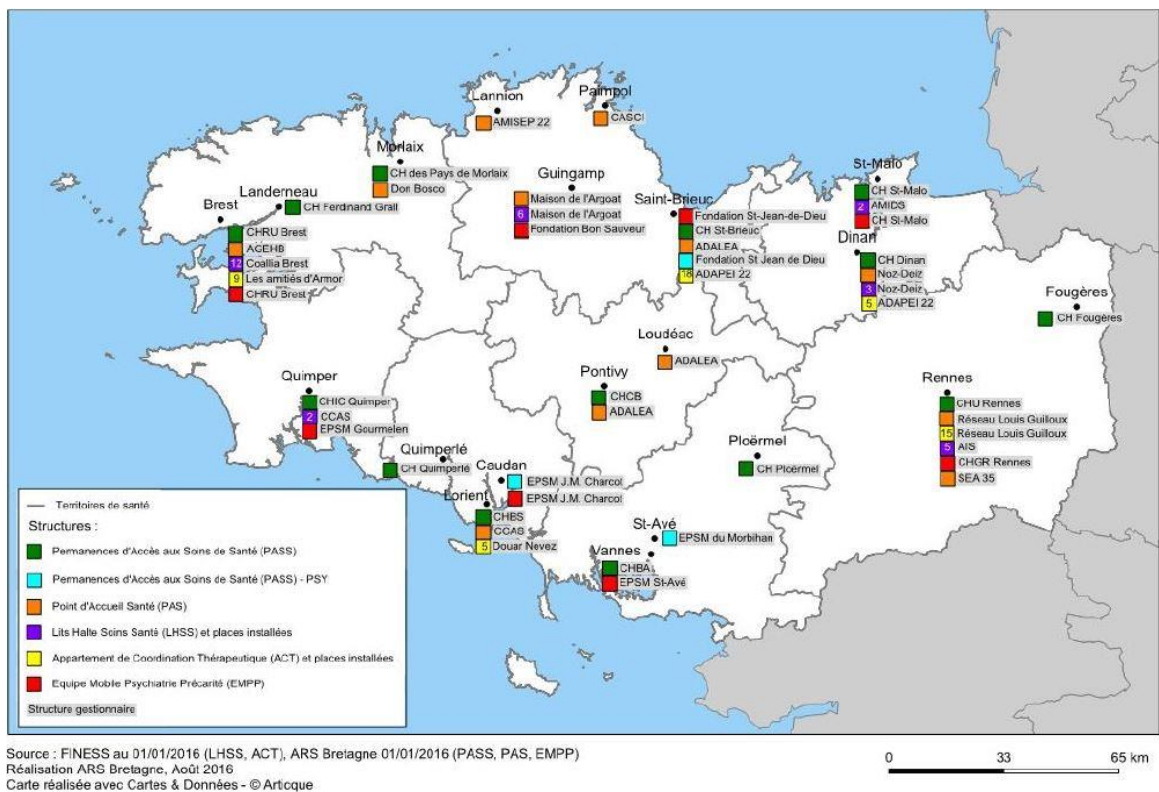 Lannion
AMISEP 22
Paimpol
CASCI
Morlaix
CH des Pays de Morlaix
Don Bosco
Landerneau
CH Ferdinand Grall
Brest
CHRU Brest
AGEHB
12 Coallia Brest
9 Les amitiés d'Armor
CHRU Brest
Guingamp
Maison de l'Argoat
6 Maison de l'Argoat
Fondation Bon Sauveur
Saint-Brieuc
Fondation St-Jean-de-Dieu
CH St-Brieuc
ADALEA
Fondation St Jean de Dieu
18 ADAPEI 22
St-Malo
CH St-Malo
2 AMIDS
CH St-Malo
Dinan
CH Dinan
Noz-Deiz
3 Noz-Deiz
5 ADAPEI 22
Fougères
CH Fougères
Loudéac
ADALEA
Pontivy
CHCB
ADALEA
Rennes
CHU Rennes
Réseau Louis Guilloux
15 Réseau Louis Guilloux
5 AIS
CHGR Rennes
SEA 35
Quimper
CHIC Quimper
2 CCAS
EPSM Gourmelen
Quimperlé
CH Quimperlé
Caudan
EPSM J.M. Charcot
EPSM J.M. Charcot
Lorient
CHBS
CCAS
5 Douar Nevez
Ploërmel
CH Ploërmel
St-Avé
EPSM du Morbihan
Vannes
CHBA
EPSM St-Avé
Territoires de santé
Structures :
Permanences d'Accès aux Soins de Santé (PASS)
Permanences d'Accès aux Soins de Santé (PASS) - PSY
Point d'Accueil Santé (PAS)
Lits Halte Soins Santé (LHSS) et places installées
Appartement de Coordination Thérapeutique (ACT) et places installées
Equipe Mobile Psychiatrie Précarité (EMPP)
Structure gestionnaire
Source : FINESS au 01/01/2016 (LHSS, ACT), ARS Bretagne 01/01/2016 (PASS, PAS, EMPP)
Réalisation ARS Bretagne, Août 2016
Carte réalisée avec Cartes & Données - © Articque
0 33 65 km